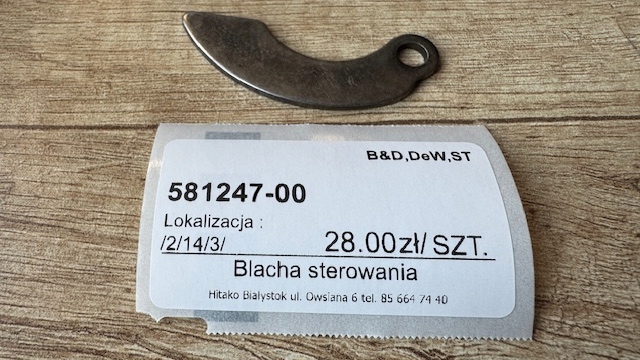 B&D,DeW,ST
581247-00
Lokalizacja :
/2/14/3/ 28.00zł/ SZT.
Blacha sterowania
Hitako Białystok ul. Owsiana 6 tel. 85 664 74 40